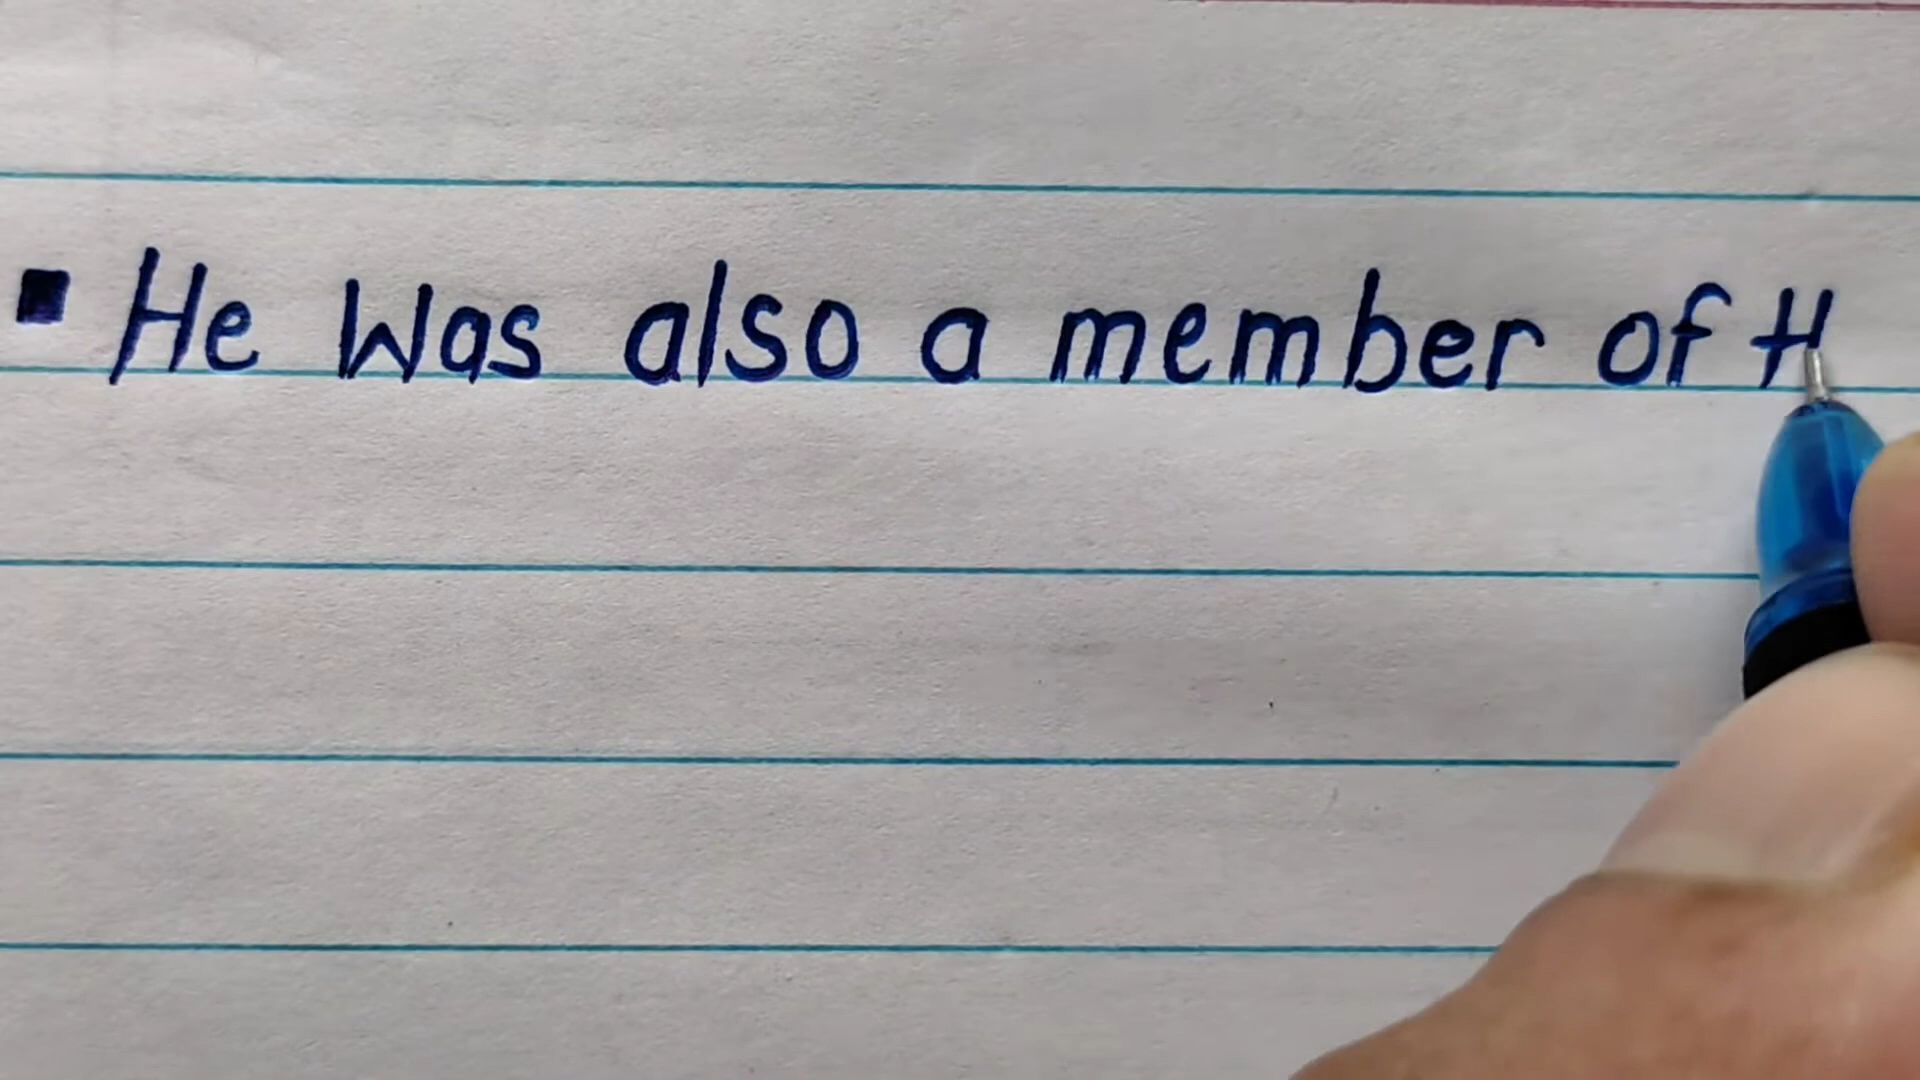 ▪ He Was also a member of